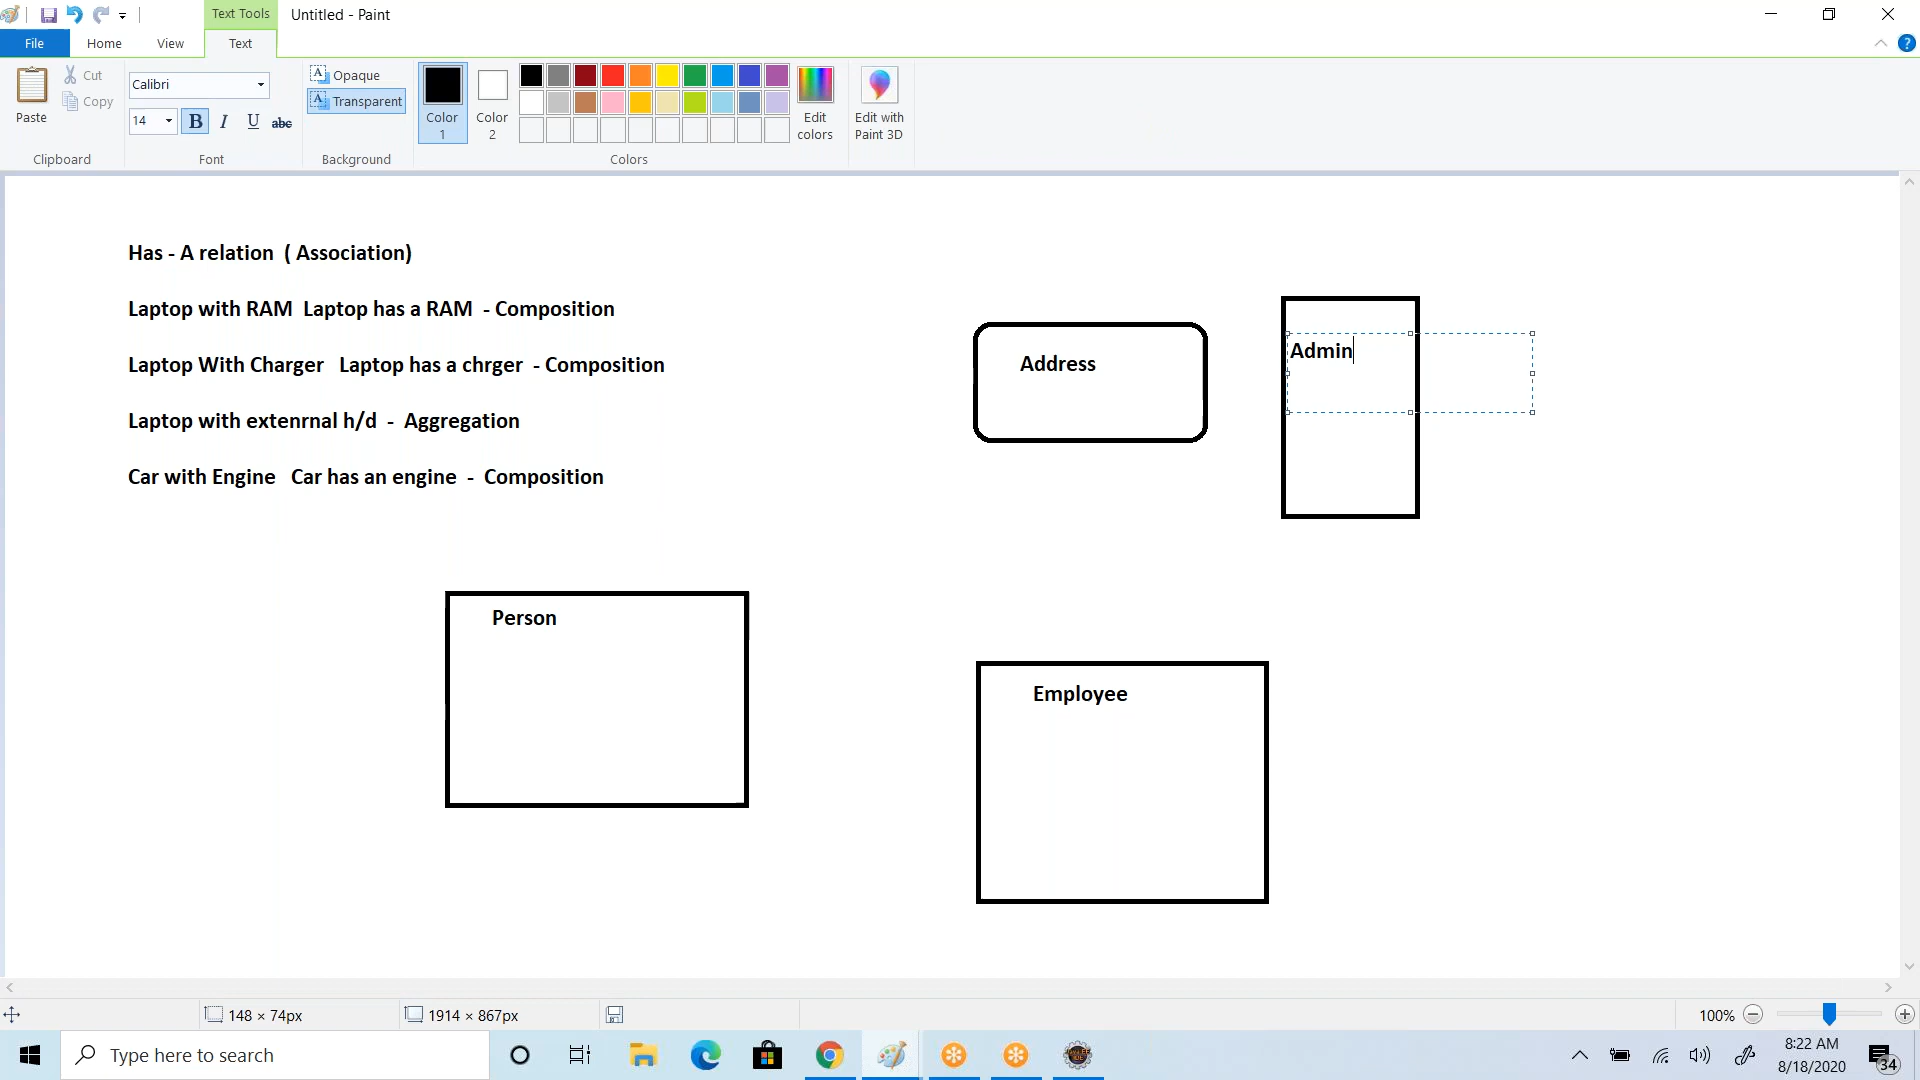 Text Tools
Untitled - Paint
File
Home
View
Text
Paste
Cut
Copy
Clipboard
Calibri
14
B
I
U
abc
Font
A
Opaque
A
Transparent
Background
Color
1
Color
2
Edit
colors
Colors
Edit with
Paint 3D
?
Has - A relation  ( Association)
Laptop with RAM  Laptop has a RAM  - Composition
Laptop With Charger   Laptop has a chrger  - Composition
Laptop with extenrnal h/d  -  Aggregation
Car with Engine   Car has an engine  -  Composition
Address
Admin
Person
Employee
148 × 74px
1914 × 867px
100%
Type here to search
8:22 AM
8/18/2020
34